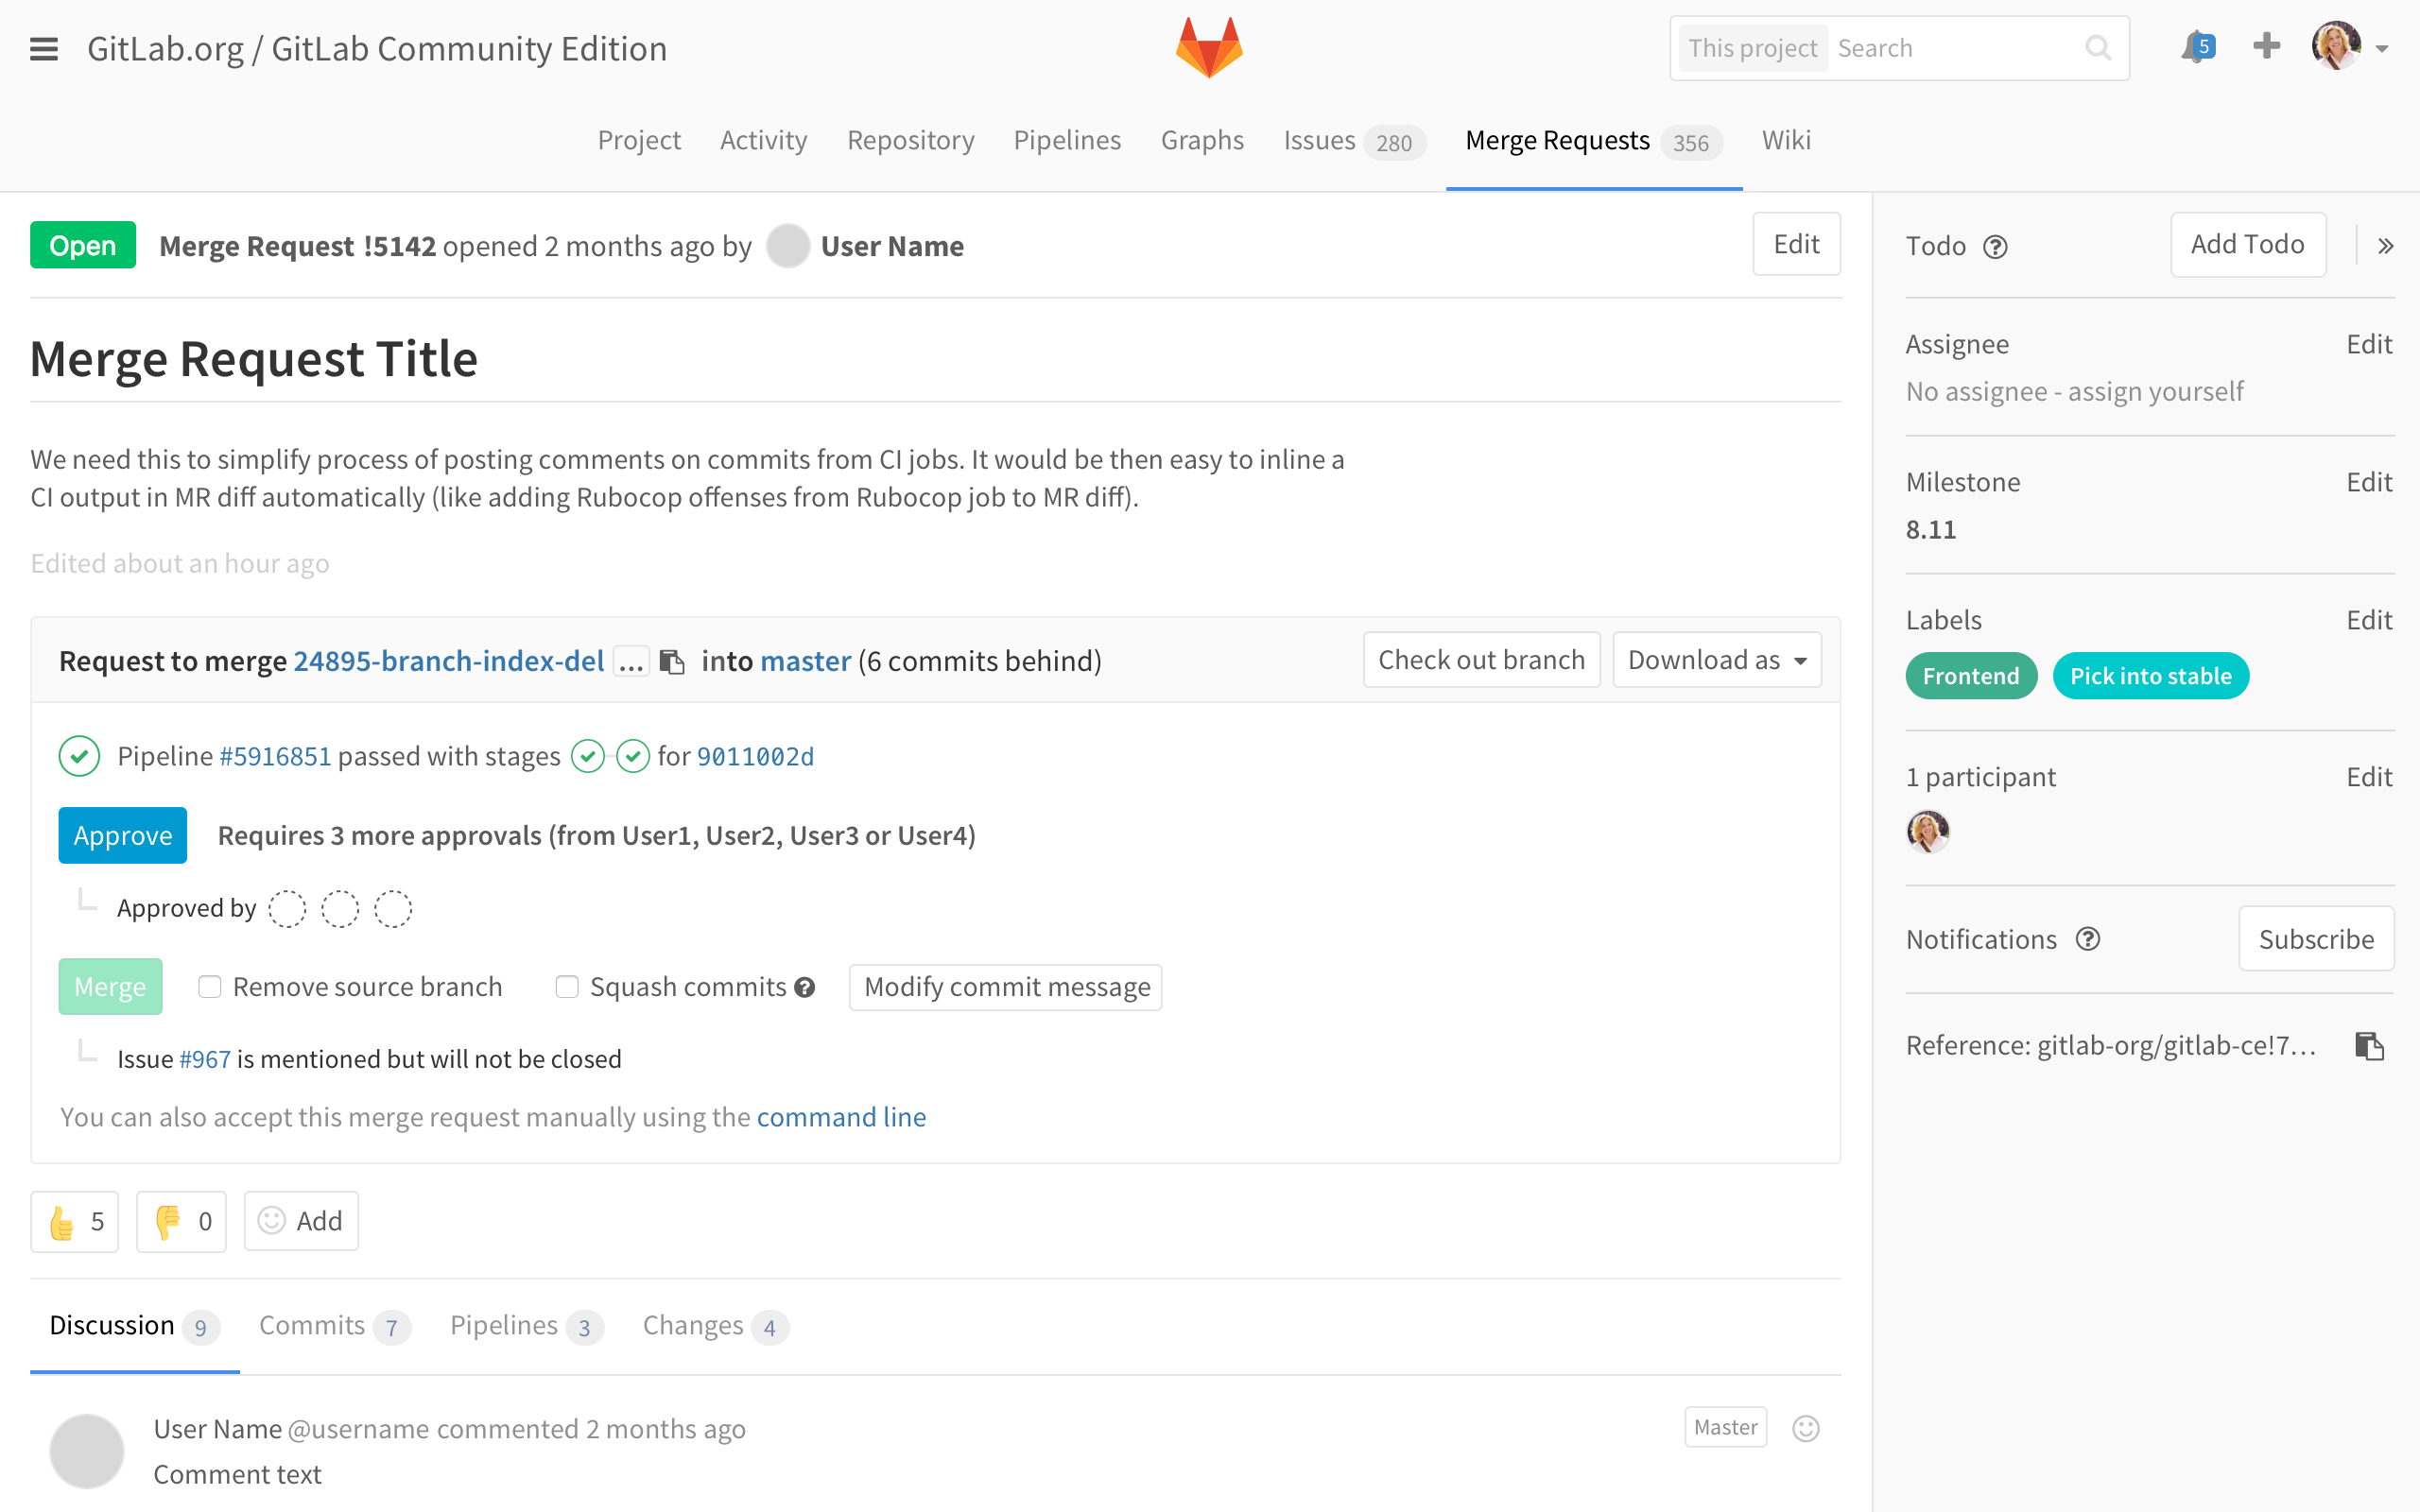 GitLab.org / GitLab Community Edition
This project Search
5
Project Activity Repository Pipelines Graphs Issues 280 Merge Requests 356 Wiki
Open Merge Request !5142 opened 2 months ago by User Name Edit
Merge Request Title
We need this to simplify process of posting comments on commits from CI jobs. It would be then easy to inline a
CI output in MR diff automatically (like adding Rubocop offenses from Rubocop job to MR diff).
Edited about an hour ago
Request to merge 24895-branch-index-del ... into master (6 commits behind) Check out branch Download as
Pipeline #5916851 passed with stages for 9011002d
Approve Requires 3 more approvals (from User1, User2, User3 or User4)
Approved by
Merge Remove source branch Squash commits ? Modify commit message
Issue #967 is mentioned but will not be closed
You can also accept this merge request manually using the command line
5 0 Add
Discussion 9 Commits 7 Pipelines 3 Changes 4
User Name @username commented 2 months ago Master
Comment text
Todo ? Add Todo »
Assignee Edit
No assignee - assign yourself
Milestone Edit
8.11
Labels Edit
Frontend Pick into stable
1 participant Edit
Notifications ? Subscribe
Reference: gitlab-org/gitlab-ce!7...